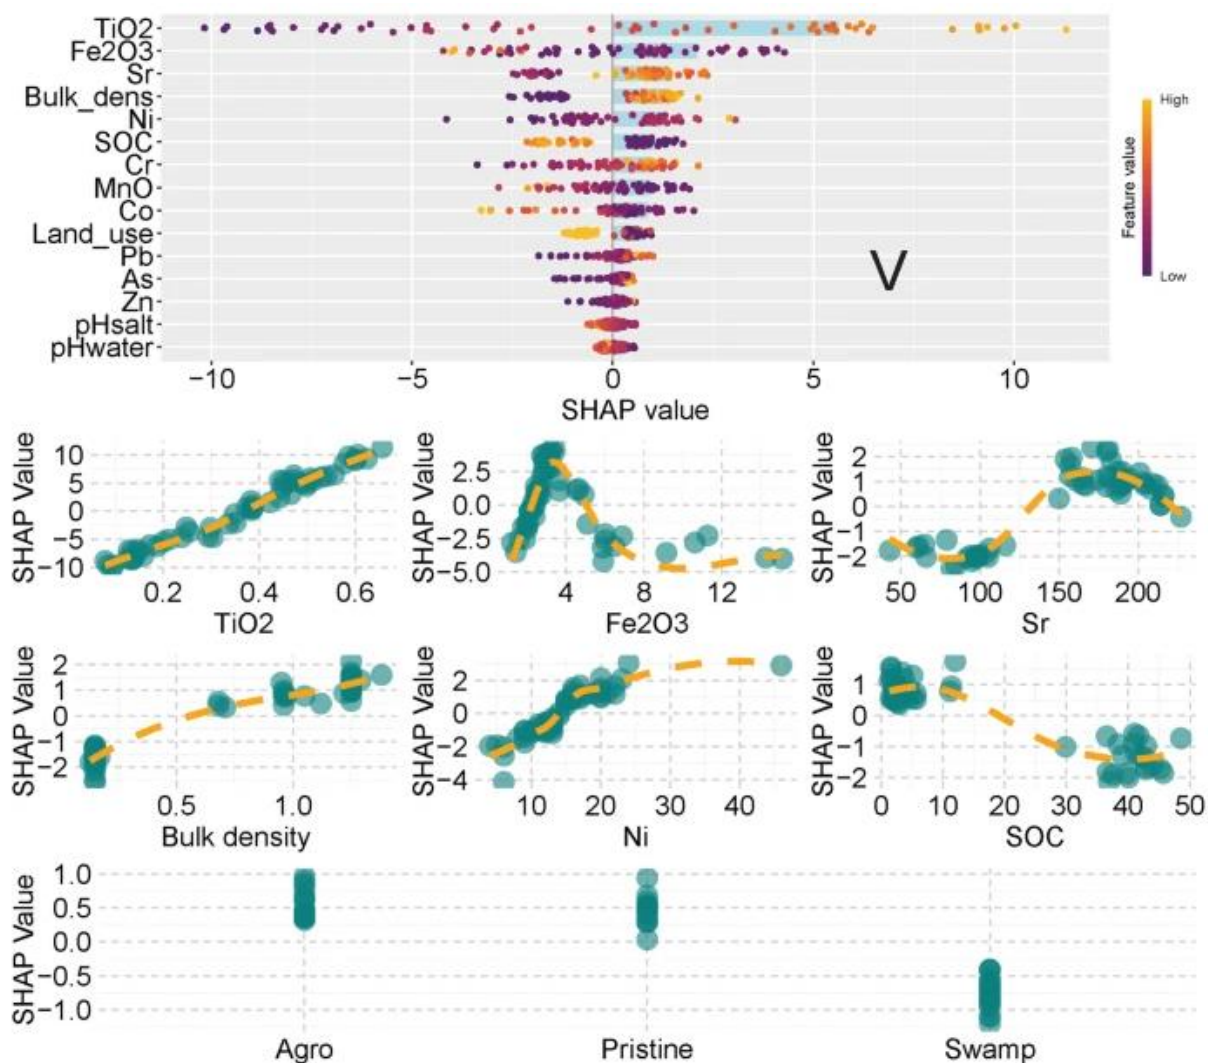 TiO2
Fe2O3
Sr
Bulk_dens
Ni
SOC
Cr
MnO
Co
Land_use
Pb
As
Zn
pHsalt
pHwater
V
High
Feature value
Low
−10 −5 0 5 10
SHAP value
SHAP Value
10
5
0
−5
−10
0.2 0.4 0.6
TiO2
SHAP Value
2.5
0.0
−2.5
−5.0
4 8 12
Fe2O3
SHAP Value
2
1
0
−1
−2
50 100 150 200
Sr
SHAP Value
2
1
0
−1
−2
0.5 1.0
Bulk density
SHAP Value
2
0
−2
−4
10 20 30 40
Ni
SHAP Value
2
1
0
−1
−2
0 10 20 30 40 50
SOC
SHAP Value
1.0
0.5
0.0
−0.5
−1.0
Agro Pristine Swamp